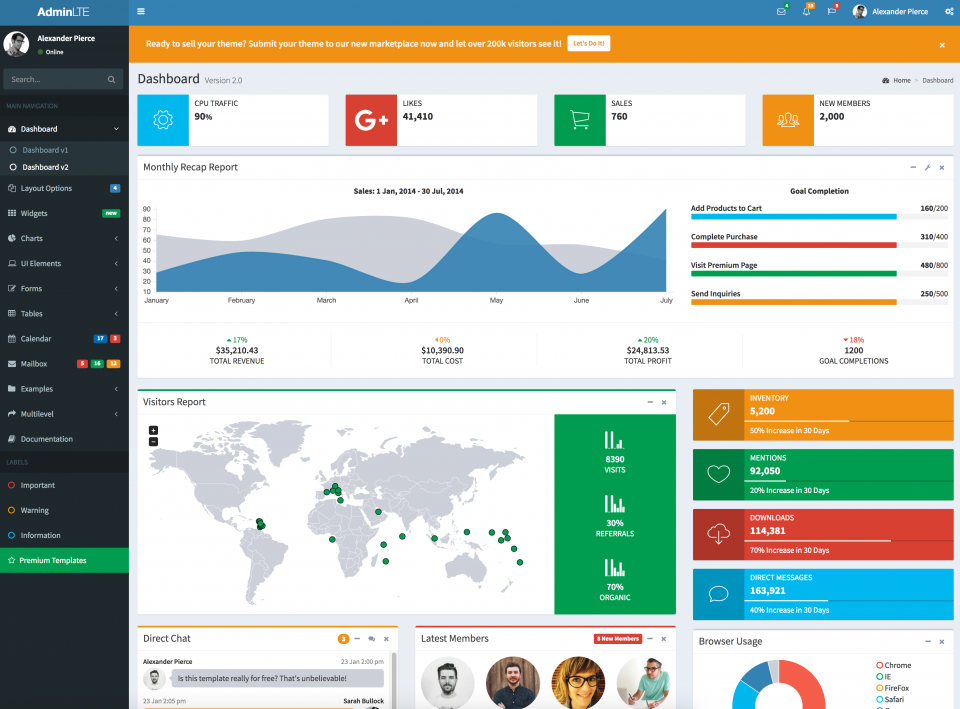 AdminLTE
4
10
9
Alexander Pierce
Alexander Pierce
Online
Ready to sell your theme? Submit your theme to our new marketplace now and let over 200k visitors see it! Let's Do It!
Search...
Dashboard Version 2.0
Home > Dashboard
MAIN NAVIGATION
Dashboard
Dashboard v1
Dashboard v2
Layout Options 4
Widgets new
Charts
UI Elements
Forms
Tables
Calendar 17 3
Mailbox 5 16 12
Examples
Multilevel
Documentation
LABELS
Important
Warning
Information
Premium Templates
CPU TRAFFIC
90%
LIKES
41,410
SALES
760
NEW MEMBERS
2,000
Monthly Recap Report
Sales: 1 Jan, 2014 - 30 Jul, 2014
90
80
70
60
50
40
30
20
10
January February March April May June July
Goal Completion
Add Products to Cart 160/200
Complete Purchase 310/400
Visit Premium Page 480/800
Send Inquiries 250/500
17%
$35,210.43
TOTAL REVENUE
0%
$10,390.90
TOTAL COST
20%
$24,813.53
TOTAL PROFIT
18%
1200
GOAL COMPLETIONS
Visitors Report
+
−
8390
VISITS
30%
REFERRALS
70%
ORGANIC
INVENTORY
5,200
50% Increase in 30 Days
MENTIONS
92,050
20% Increase in 30 Days
DOWNLOADS
114,381
70% Increase in 30 Days
DIRECT MESSAGES
163,921
40% Increase in 30 Days
Direct Chat 3
Alexander Pierce 23 Jan 2:00 pm
Is this template really for free? That's unbelievable!
23 Jan 2:05 pm Sarah Bullock
Latest Members 8 New Members
Browser Usage
Chrome
IE
FireFox
Safari